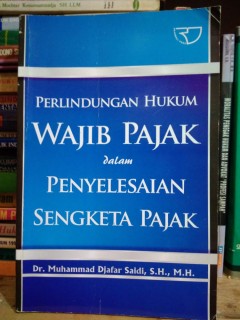 PERLINDUNGAN HUKUM
WAJIB PAJAK
dalam
PENYELESAIAN
SENGKETA PAJAK
Dr. Muhammad Djafar Saidi, S.H., M.H.